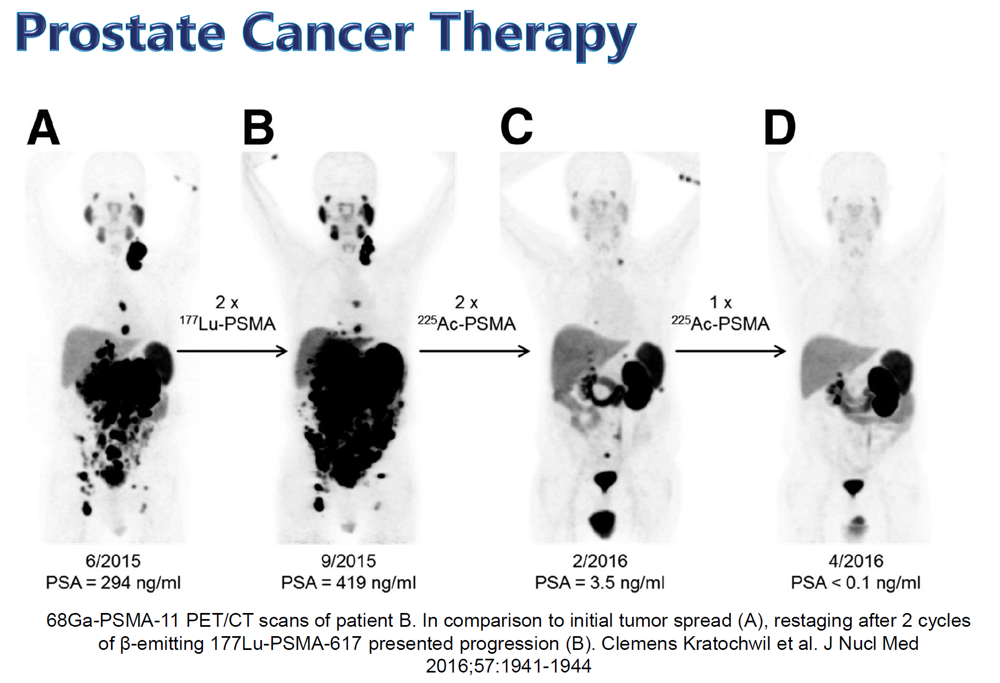 Prostate Cancer Therapy
A
B
C
D
2 x
¹⁷⁷Lu-PSMA
2 x
²²⁵Ac-PSMA
1 x
²²⁵Ac-PSMA
6/2015
PSA = 294 ng/ml
9/2015
PSA = 419 ng/ml
2/2016
PSA = 3.5 ng/ml
4/2016
PSA < 0.1 ng/ml
68Ga-PSMA-11 PET/CT scans of patient B. In comparison to initial tumor spread (A), restaging after 2 cycles
of β-emitting 177Lu-PSMA-617 presented progression (B). Clemens Kratochwil et al. J Nucl Med
2016;57:1941-1944